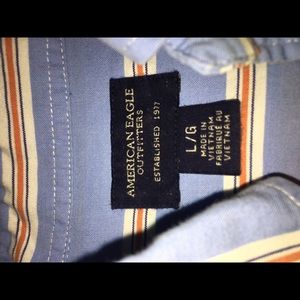 AMERICAN EAGLE
OUTFITTERS
ESTABLISHED 1977
L/G
MADE IN
VIETNAM
FABRIQUÉ AU
VIETNAM